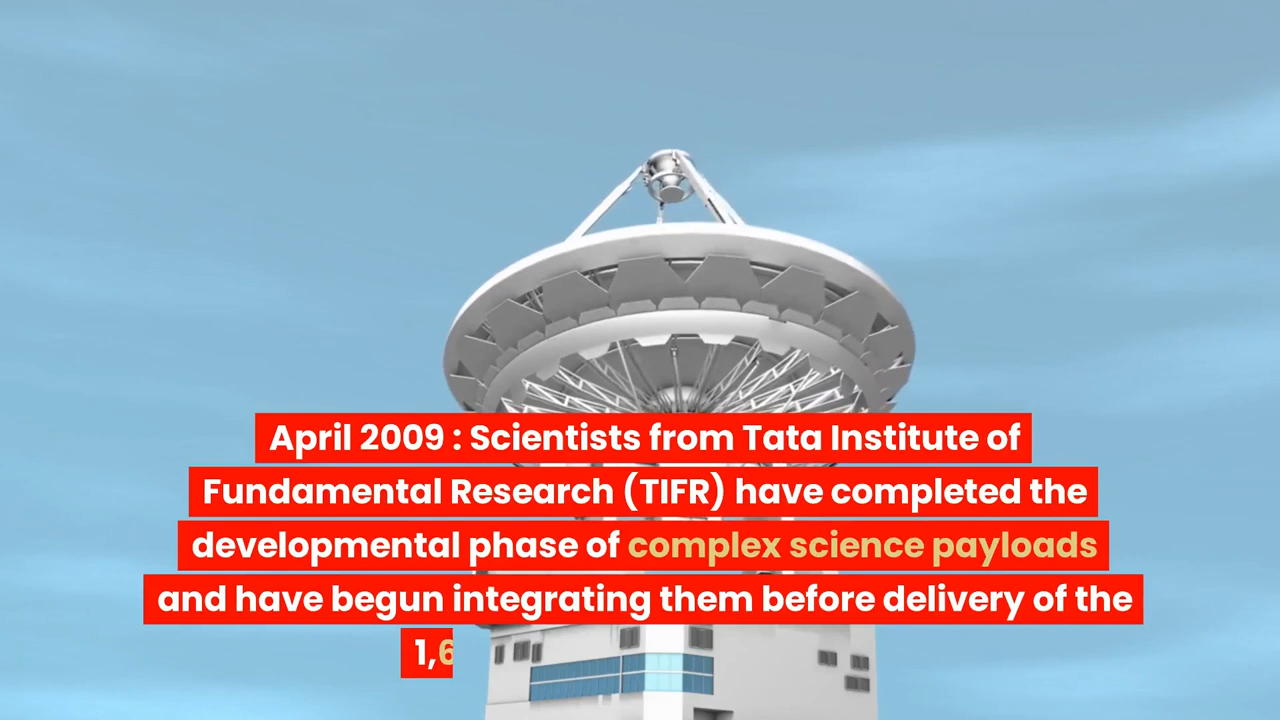 April 2009 : Scientists from Tata Institute of
Fundamental Research (TIFR) have completed the
developmental phase of complex science payloads
and have begun integrating them before delivery of the
1,6